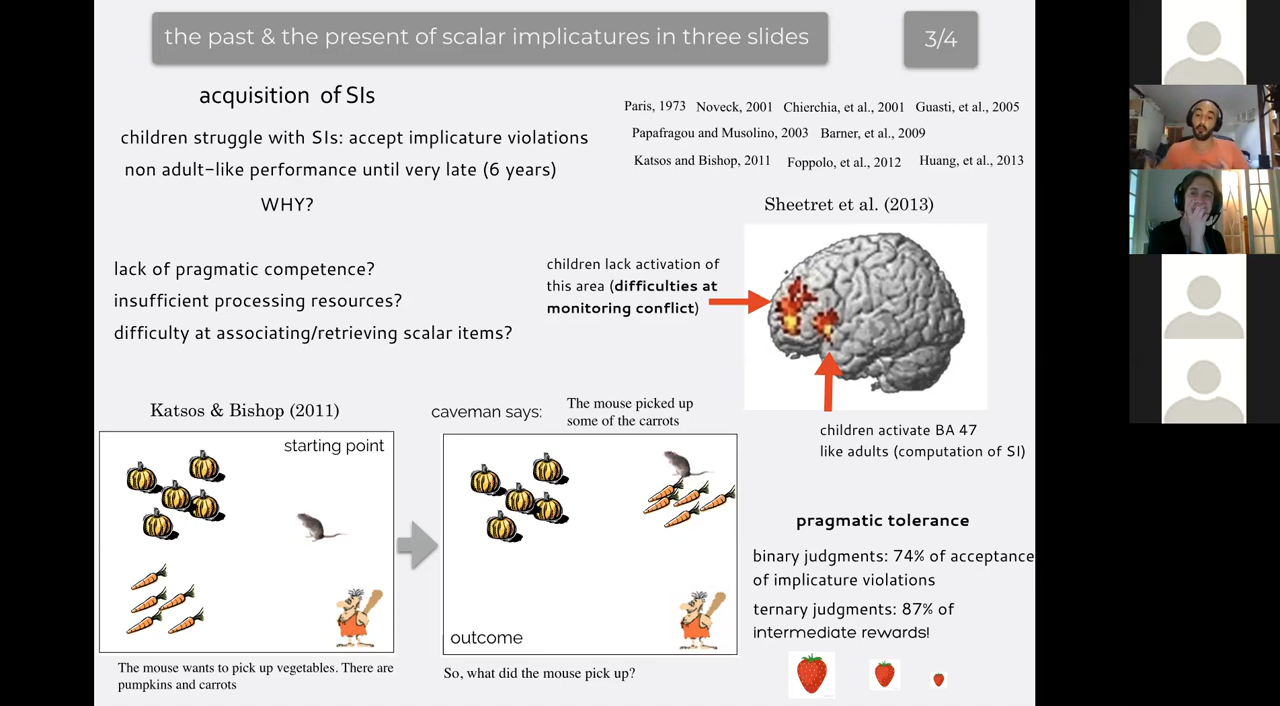 the past & the present of scalar implicatures in three slides
3/4
acquisition of SIs
children struggle with SIs: accept implicature violations
non adult-like performance until very late (6 years)
WHY?
Paris, 1973 Noveck, 2001 Chierchia, et al., 2001 Guasti, et al., 2005
Papafragou and Musolino, 2003 Barner, et al., 2009
Katsos and Bishop, 2011 Foppolo, et al., 2012 Huang, et al., 2013
lack of pragmatic competence?
insufficient processing resources?
difficulty at associating/retrieving scalar items?
Sheetret et al. (2013)
children lack activation of
this area (difficulties at
monitoring conflict)
children activate BA 47
like adults (computation of SI)
Katsos & Bishop (2011)
starting point
The mouse wants to pick up vegetables. There are
pumpkins and carrots
caveman says:
The mouse picked up
some of the carrots
outcome
So, what did the mouse pick up?
pragmatic tolerance
binary judgments: 74% of acceptance
of implicature violations
ternary judgments: 87% of
intermediate rewards!